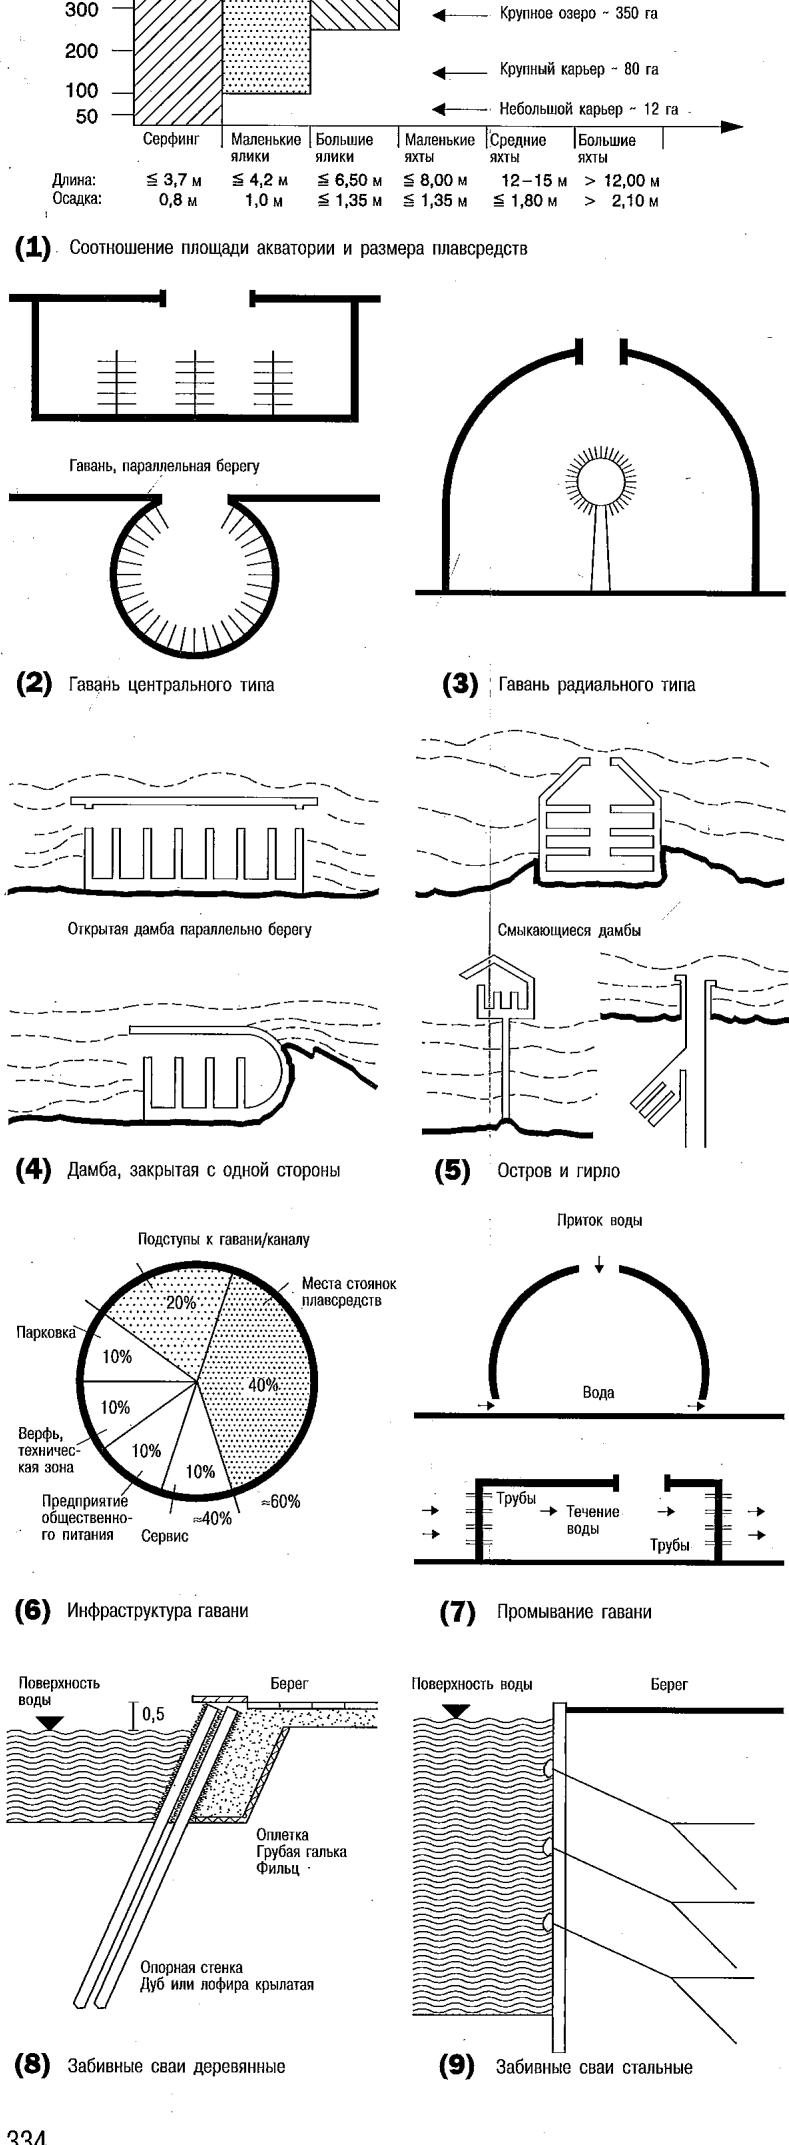 300
Крупное озеро ~ 350 га
200
Крупный карьер ~ 80 га
100
50
Небольшой карьер ~ 12 га
Серфинг
Маленькие ялики
Большие ялики
Маленькие яхты
Средние яхты
Большие яхты
Длина: ≦ 3,7 м ≦ 4,2 м ≦ 6,50 м ≦ 8,00 м 12–15 м > 12,00 м
Осадка: 0,8 м 1,0 м ≦ 1,35 м ≦ 1,35 м ≦ 1,80 м > 2,10 м
(1) Соотношение площади акватории и размера плавсредств
Гавань, параллельная берегу
(2) Гавань центрального типа
(3) Гавань радиального типа
Открытая дамба параллельно берегу
Смыкающиеся дамбы
(4) Дамба, закрытая с одной стороны
(5) Остров и гирло
Подступы к гавани/каналу
Места стоянок
плавсредств
20%
Парковка
10%
40%
10%
Верфь,
техничес-
кая зона
10%
10%
Предприятие
общественно-
го питания
Сервис
≈40%
≈60%
(6) Инфраструктура гавани
Приток воды
Вода
Трубы
Течение
воды
Трубы
(7) Промывание гавани
Поверхность
воды
Берег
0,5
Оплетка
Грубая галька
Фильц
Опорная стенка
Дуб или лофира крылатая
(8) Забивные сваи деревянные
Поверхность воды
Берег
(9) Забивные сваи стальные
334